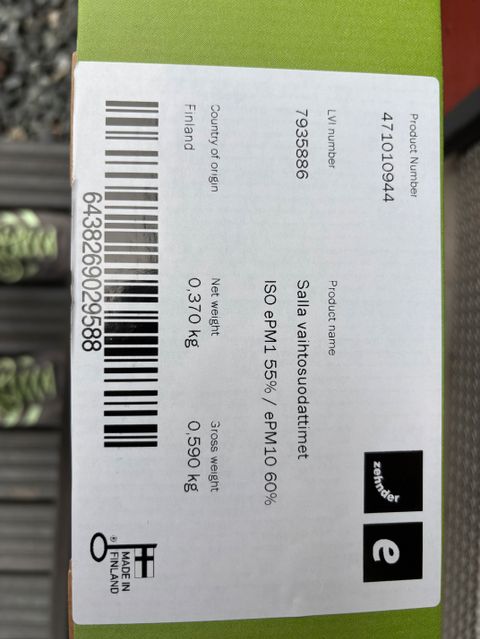 Product Number
471010944
zehnder
e
LVI number
7935886
Product name
Salla vaihtosuodattimet
ISO ePM1 55% / ePM10 60%
Country of origin
Finland
Net weight
0,370 kg
Gross weight
0,590 kg
6438269029588
®
MADE IN
FINLAND